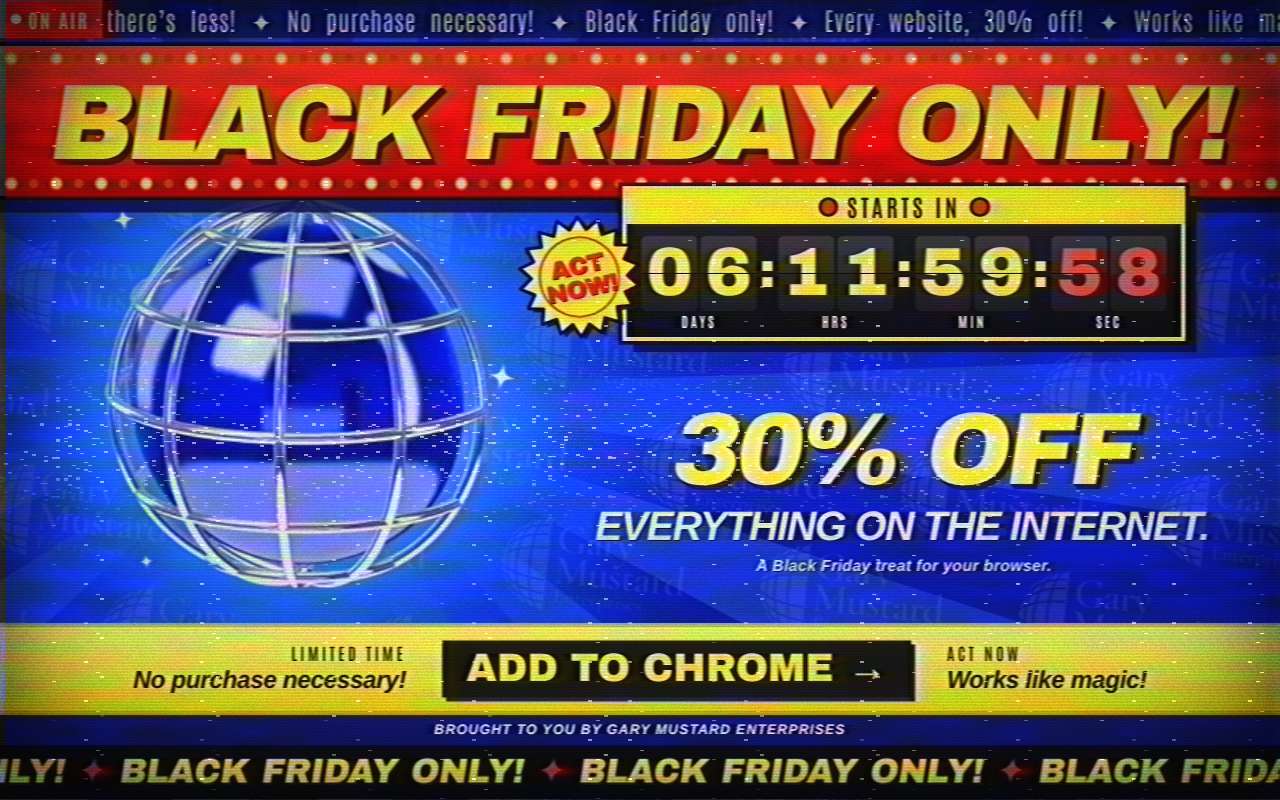 ON AIR there's less! ✦ No purchase necessary! ✦ Black Friday only! ✦ Every website, 30% off! ✦ Works like
BLACK FRIDAY ONLY!
STARTS IN
ACT NOW!
06:11:59:58
DAYS HRS MIN SEC
30% OFF
EVERYTHING ON THE INTERNET.
A Black Friday treat for your browser.
LIMITED TIME
No purchase necessary!
ADD TO CHROME →
ACT NOW
Works like magic!
BROUGHT TO YOU BY GARY MUSTARD ENTERPRISES
LY! ✦ BLACK FRIDAY ONLY! ✦ BLACK FRIDAY ONLY! ✦ BLACK FRIDA
Gary
Mustard